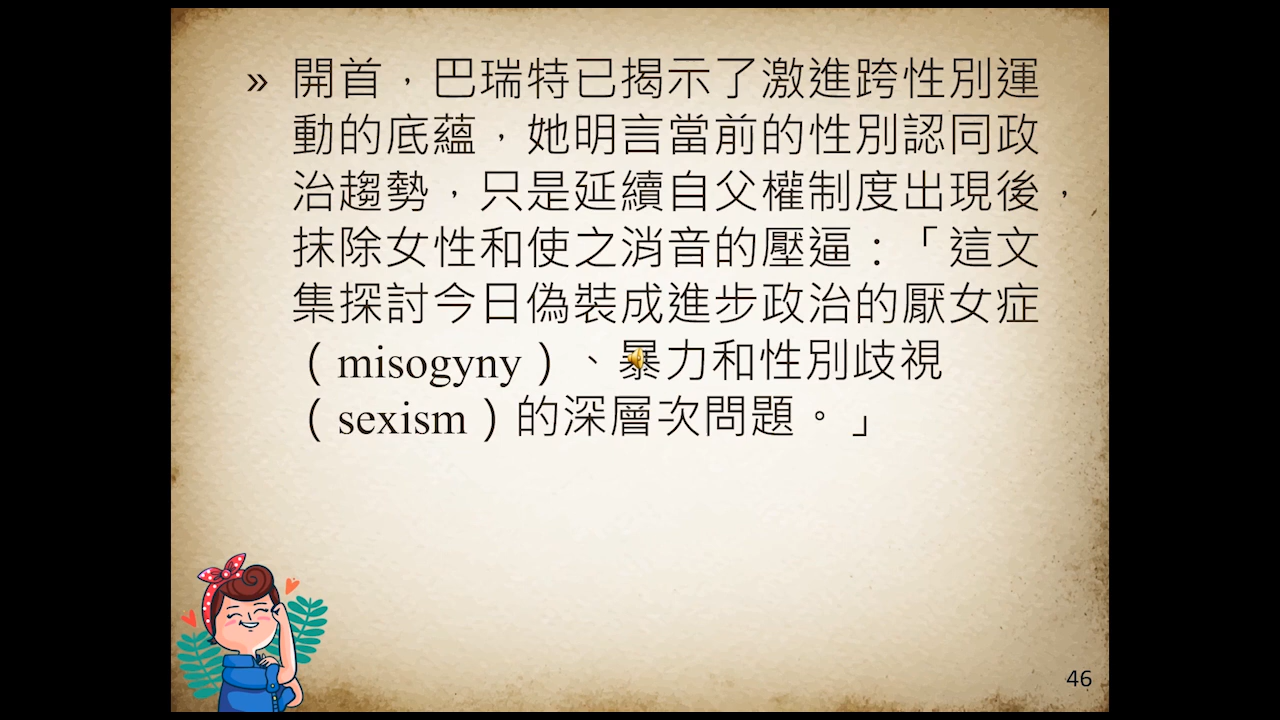 » 開首，巴瑞特已揭示了激進跨性別運
動的底蘊，她明言當前的性別認同政
治趨勢，只是延續自父權制度出現後，
抹除女性和使之消音的壓逼：「這文
集探討今日偽裝成進步政治的厭女症
（misogyny）、暴力和性別歧視
（sexism）的深層次問題。」
46